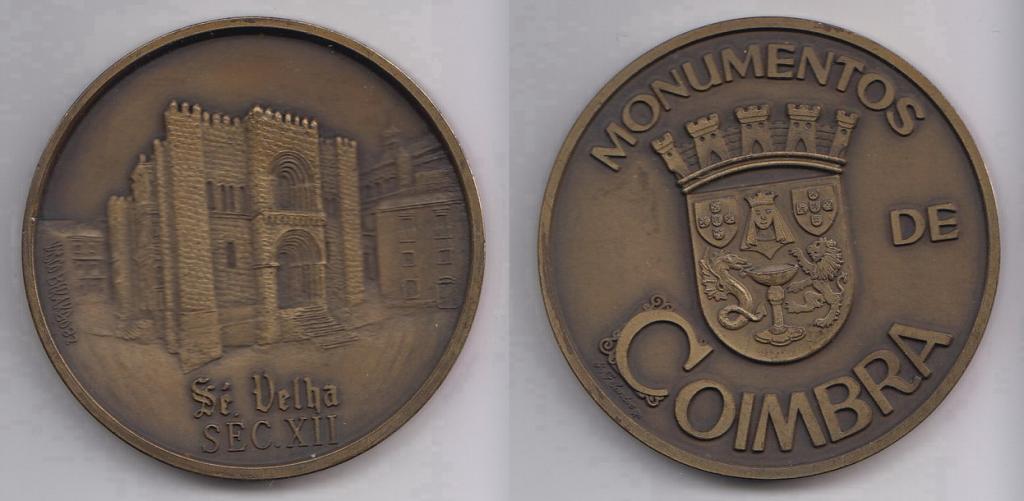 Sé Velha
SÉC. XII
MONUMENTOS
DE
COIMBRA